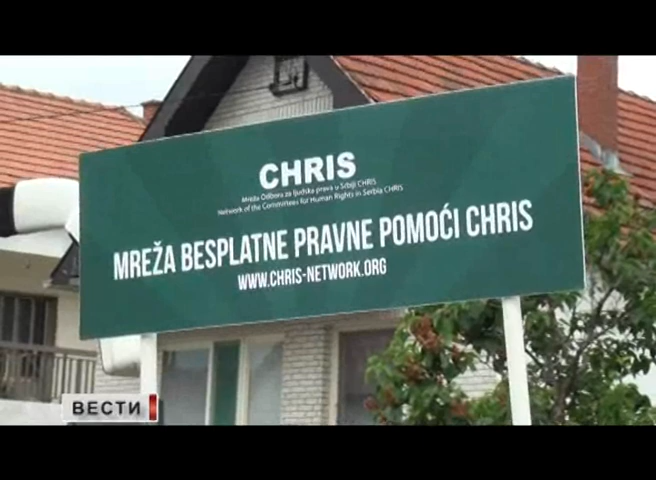 CHRIS
Mreža Odbora za ljudska prava u Srbiji CHRIS
Network of the Committees for Human Rights in Serbia CHRIS
MREŽA BESPLATNE PRAVNE POMOĆI CHRIS
WWW.CHRIS-NETWORK.ORG
ВЕСТИ